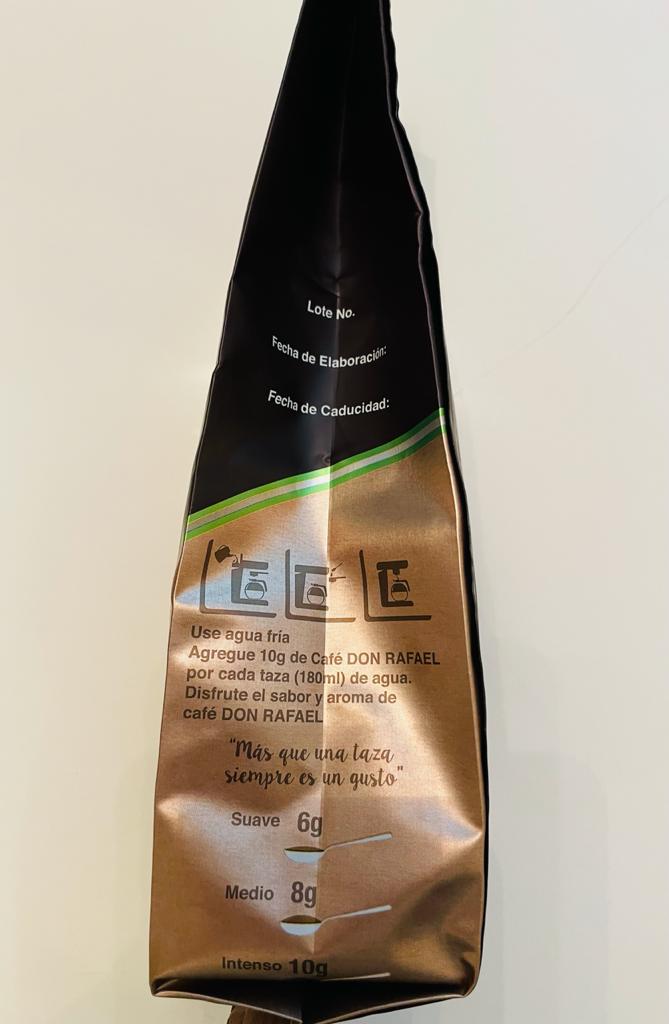 Lote No.
Fecha de Elaboración:
Fecha de Caducidad:
Use agua fría
Agregue 10g de Café DON RAFAEL
por cada taza (180ml) de agua.
Disfrute el sabor y aroma de
café DON RAFAEL
"Más que una taza
siempre es un gusto"
Suave 6g
Medio 8g
Intenso 10g